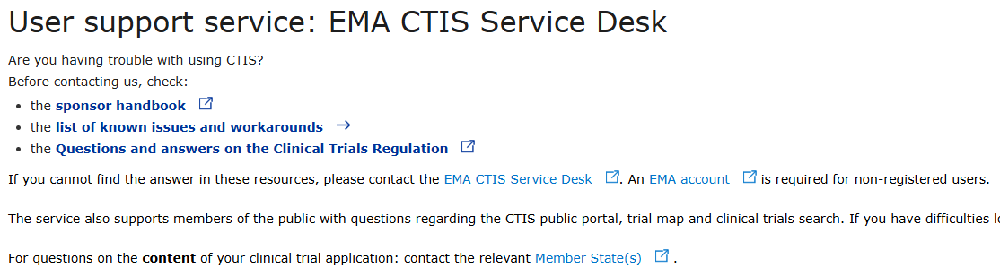 User support service: EMA CTIS Service Desk
Are you having trouble with using CTIS?
Before contacting us, check:
• the sponsor handbook
• the list of known issues and workarounds →
• the Questions and answers on the Clinical Trials Regulation
If you cannot find the answer in these resources, please contact the EMA CTIS Service Desk . An EMA account is required for non-registered users.
The service also supports members of the public with questions regarding the CTIS public portal, trial map and clinical trials search. If you have difficulties
For questions on the content of your clinical trial application: contact the relevant Member State(s) .